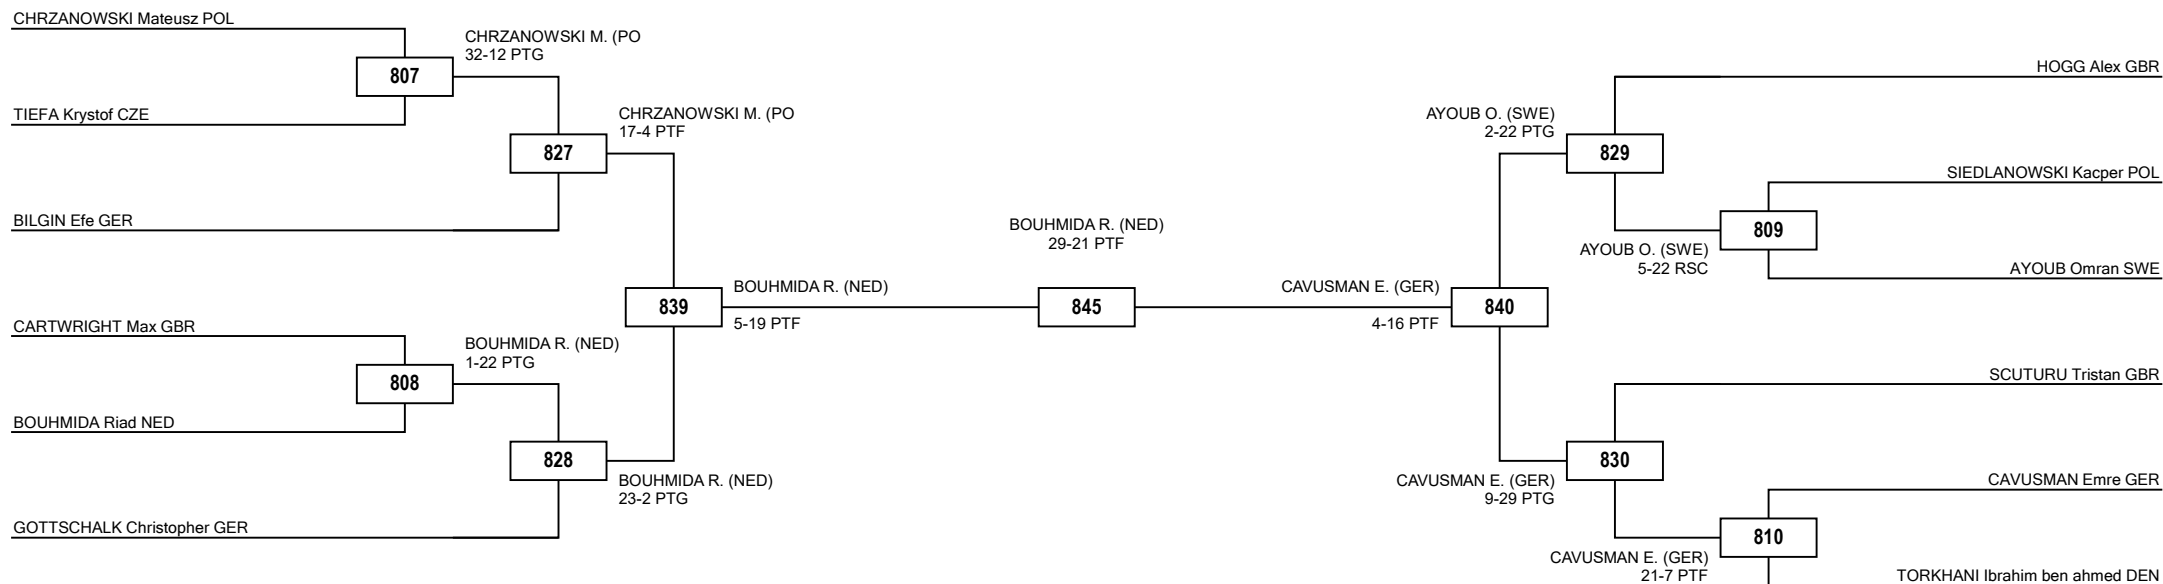 CHRZANOWSKI Mateusz POL
CHRZANOWSKI M. (PO
32-12 PTG
807
TIEFA Krystof CZE
CHRZANOWSKI M. (PO
17-4 PTF
827
BILGIN Efe GER
839
BOUHMIDA R. (NED)
5-19 PTF
CARTWRIGHT Max GBR
BOUHMIDA R. (NED)
1-22 PTG
808
BOUHMIDA Riad NED
828
BOUHMIDA R. (NED)
23-2 PTG
GOTTSCHALK Christopher GER
BOUHMIDA R. (NED)
29-21 PTF
845
HOGG Alex GBR
AYOUB O. (SWE)
2-22 PTG
829
SIEDLANOWSKI Kacper POL
809
AYOUB O. (SWE)
5-22 RSC
AYOUB Omran SWE
CAVUSMAN E. (GER)
4-16 PTF
840
SCUTURU Tristan GBR
830
CAVUSMAN E. (GER)
9-29 PTG
CAVUSMAN Emre GER
810
CAVUSMAN E. (GER)
21-7 PTF
TORKHANI Ibrahim ben ahmed DEN